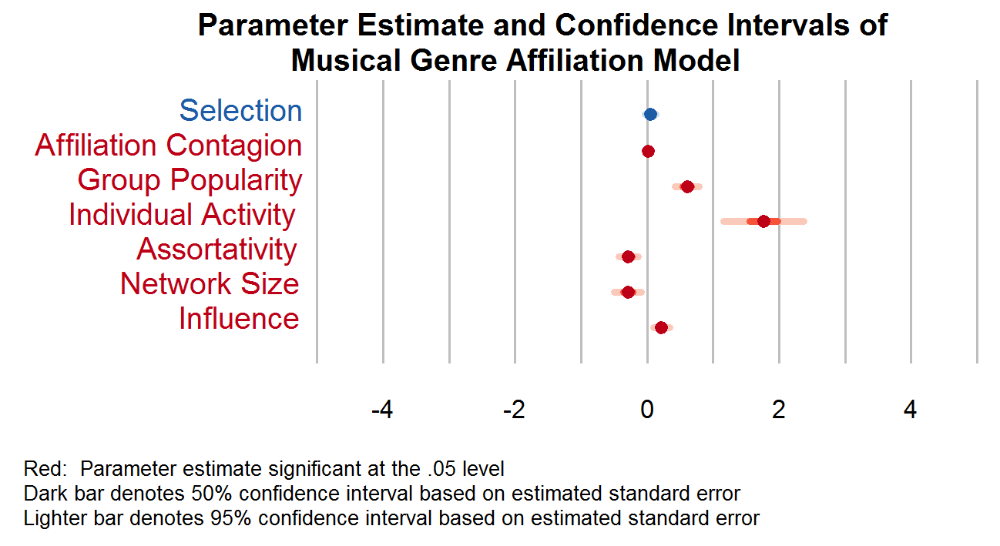 Parameter Estimate and Confidence Intervals of
Musical Genre Affiliation Model
Selection
Affiliation Contagion
Group Popularity
Individual Activity
Assortativity
Network Size
Influence
-4 -2 0 2 4
Red:  Parameter estimate significant at the .05 level
Dark bar denotes 50% confidence interval based on estimated standard error
Lighter bar denotes 95% confidence interval based on estimated standard error